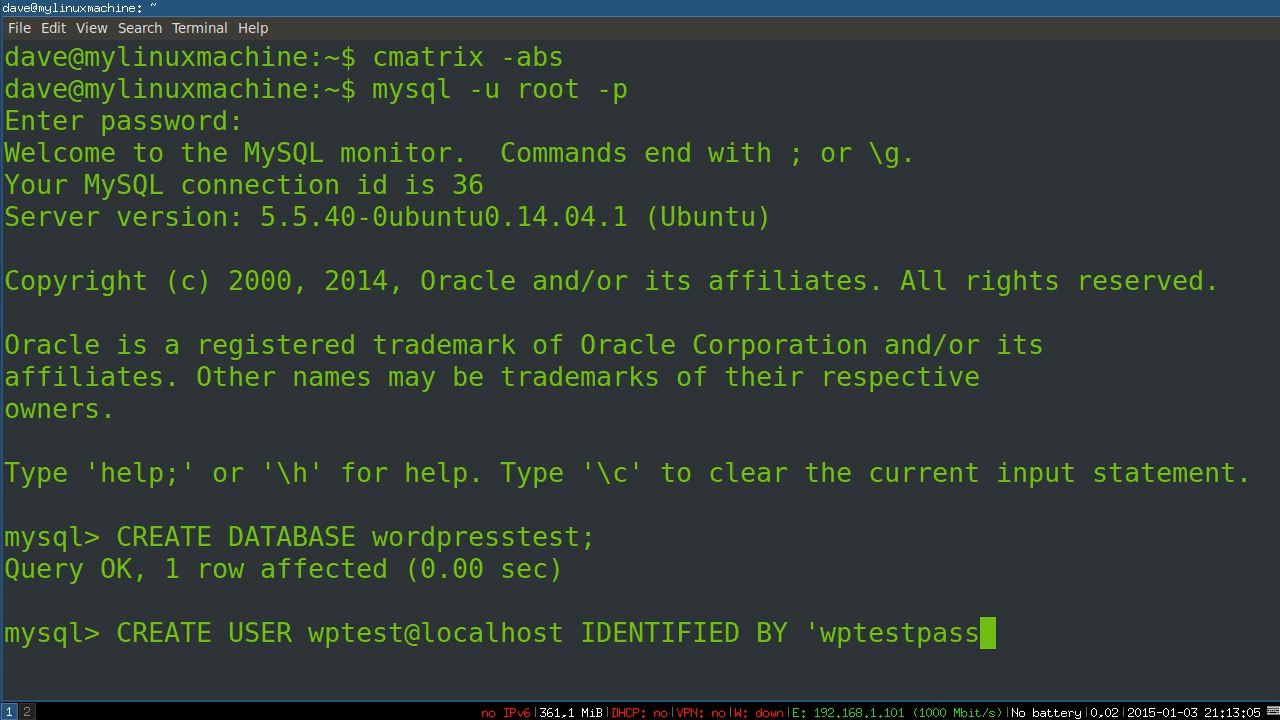 dave@mylinuxmachine: ~
File Edit View Search Terminal Help
dave@mylinuxmachine:~$ cmatrix -abs
dave@mylinuxmachine:~$ mysql -u root -p
Enter password:
Welcome to the MySQL monitor.  Commands end with ; or \g.
Your MySQL connection id is 36
Server version: 5.5.40-0ubuntu0.14.04.1 (Ubuntu)
Copyright (c) 2000, 2014, Oracle and/or its affiliates. All rights reserved.
Oracle is a registered trademark of Oracle Corporation and/or its
affiliates. Other names may be trademarks of their respective
owners.
Type 'help;' or '\h' for help. Type '\c' to clear the current input statement.
mysql> CREATE DATABASE wordpresstest;
Query OK, 1 row affected (0.00 sec)
mysql> CREATE USER wptest@localhost IDENTIFIED BY 'wptestpass
1 2 no IPv6|361,1 MiB|DHCP: no|VPN: no|W: down|E: 192.168.1.101 (1000 Mbit/s)|No battery|0,02|2015-01-03 21:13:05